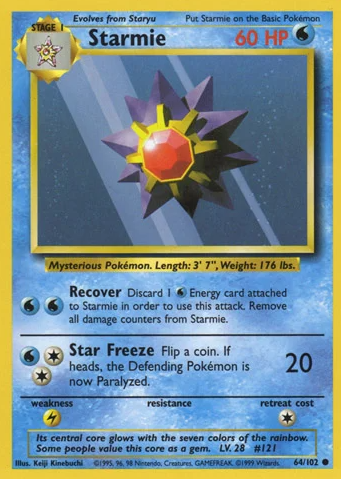 STAGE 1
Evolves from Staryu
Put Starmie on the Basic Pokémon
Starmie
60 HP
Mysterious Pokémon. Length: 3' 7", Weight: 176 lbs.
Recover Discard 1 Energy card attached
to Starmie in order to use this attack. Remove
all damage counters from Starmie.
Star Freeze Flip a coin. If
heads, the Defending Pokémon is
now Paralyzed.
20
weakness
resistance
retreat cost
Its central core glows with the seven colors of the rainbow.
Some people value this core as a gem. LV. 28 #121
Illus. Keiji Kinebuchi
©1995, 96, 98 Nintendo, Creatures, GAMEFREAK. ©1999 Wizards.
64/102